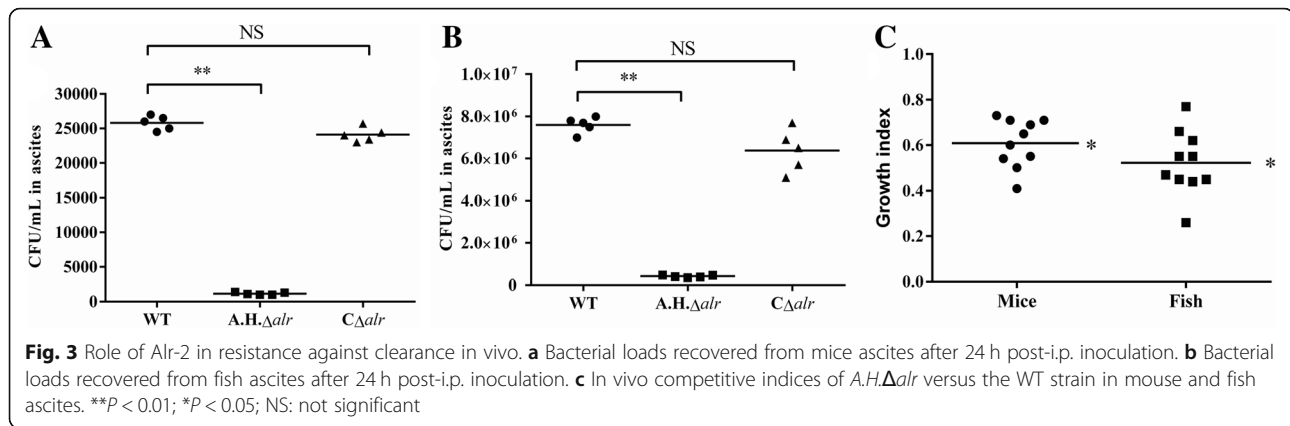 A
NS
**
CFU/mL in ascites
30000
25000
20000
15000
10000
5000
0
WT
A.H.Δalr
CΔalr
B
NS
**
CFU/mL in ascites
1.0×10⁷
8.0×10⁶
6.0×10⁶
4.0×10⁶
2.0×10⁶
0
WT
A.H.Δalr
CΔalr
C
Growth index
1.0
0.8
0.6
0.4
0.2
0.0
*
*
Mice
Fish
Fig. 3 Role of Alr-2 in resistance against clearance in vivo. a Bacterial loads recovered from mice ascites after 24 h post-i.p. inoculation. b Bacterial
loads recovered from fish ascites after 24 h post-i.p. inoculation. c In vivo competitive indices of A.H.Δalr versus the WT strain in mouse and fish
ascites. **P < 0.01; *P < 0.05; NS: not significant